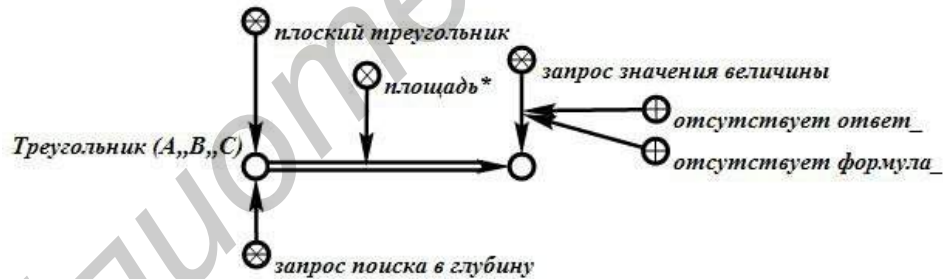 плоский треугольник
площадь*
запрос значения величины
отсутствует ответ_
Треугольник (A,,B,,C)
отсутствует формула_
запрос поиска в глубину